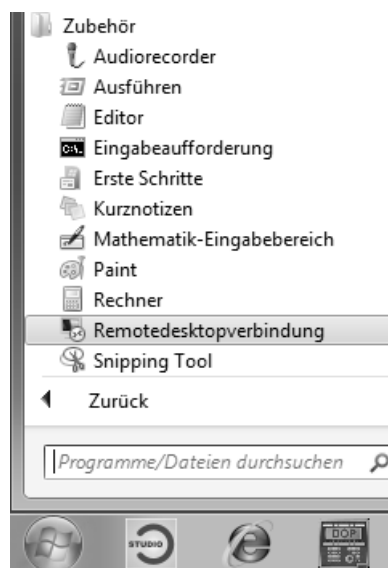 Zubehör
Audiorecorder
Ausführen
Editor
C:\.
Eingabeaufforderung
Erste Schritte
Kurznotizen
Mathematik-Eingabebereich
Paint
Rechner
Remotedesktopverbindung
Snipping Tool
Zurück
Programme/Dateien durchsuchen
STUDIO
DOP